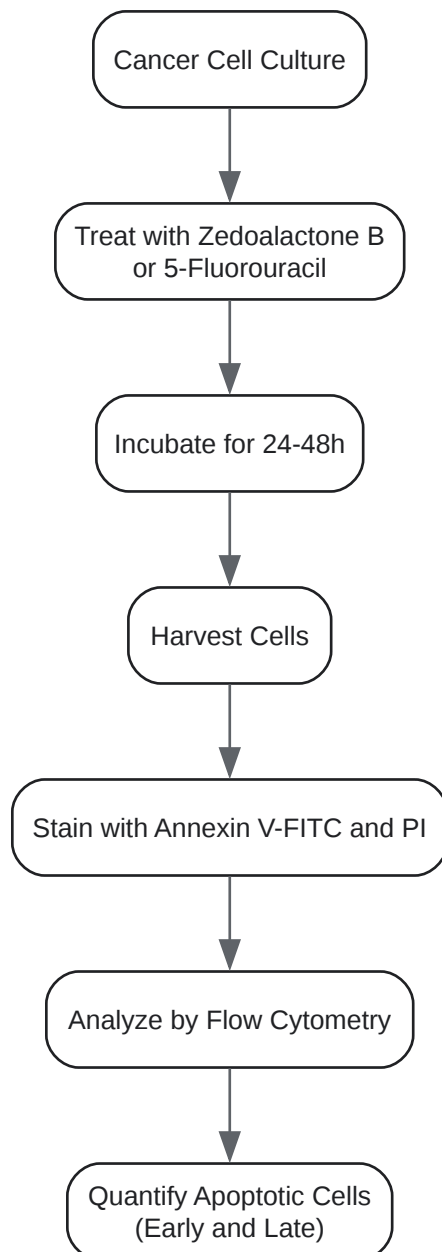 Cancer Cell Culture
Treat with Zedoalactone B
or 5-Fluorouracil
Incubate for 24-48h
Harvest Cells
Stain with Annexin V-FITC and PI
Analyze by Flow Cytometry
Quantify Apoptotic Cells
(Early and Late)